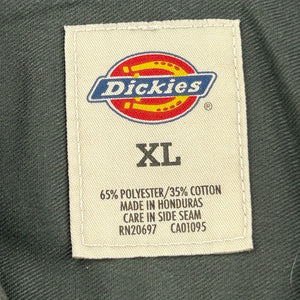 Dickies®
XL
65% POLYESTER/35% COTTON
MADE IN HONDURAS
CARE IN SIDE SEAM
RN20697 CA01095